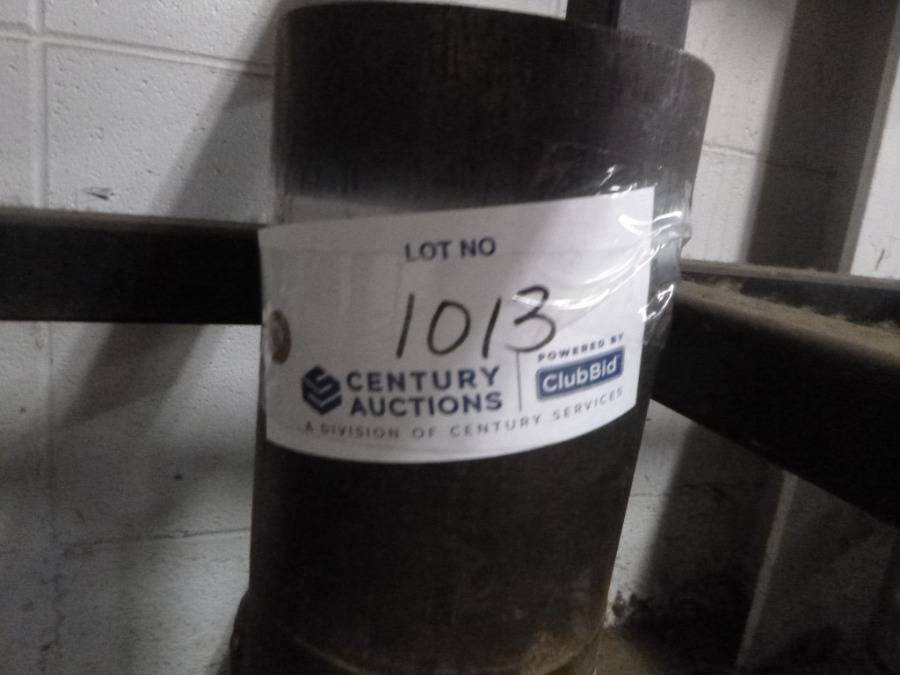 LOT NO
1013
CENTURY
AUCTIONS
POWERED BY
ClubBid
A DIVISION OF CENTURY SERVICES